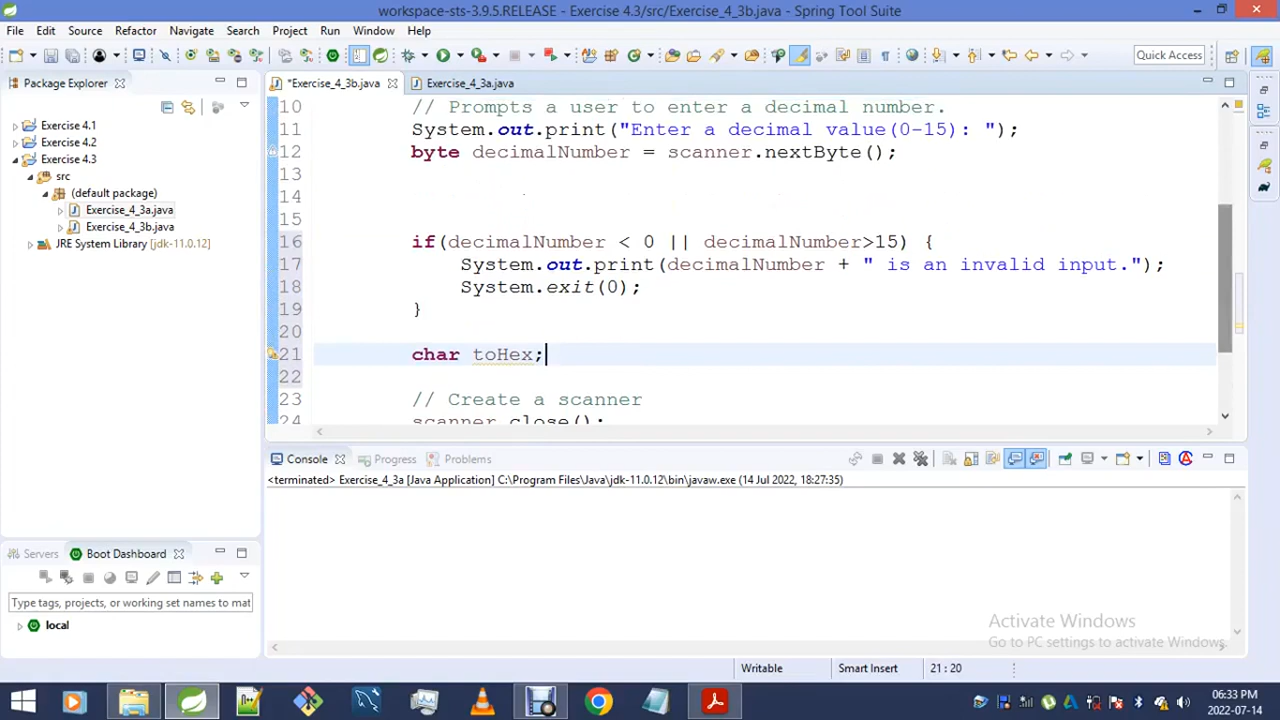 workspace-sts-3.9.5.RELEASE - Exercise 4.3/src/Exercise_4_3b.java - Spring Tool Suite
File Edit Source Refactor Navigate Search Project Run Window Help
Quick Access
Package Explorer
*Exercise_4_3b.java
Exercise_4_3a.java
Exercise 4.1
Exercise 4.2
Exercise 4.3
src
(default package)
Exercise_4_3a.java
Exercise_4_3b.java
JRE System Library [jdk-11.0.12]
10 // Prompts a user to enter a decimal number.
11 System.out.print("Enter a decimal value(0-15): ");
12 byte decimalNumber = scanner.nextByte();
13
14
15
16 if(decimalNumber < 0 || decimalNumber>15) {
17 System.out.print(decimalNumber + " is an invalid input.");
18 System.exit(0);
19 }
20
21 char toHex;
22
23 // Create a scanner
24 scanner.close();
Console Progress Problems
<terminated> Exercise_4_3a [Java Application] C:\Program Files\Java\jdk-11.0.12\bin\javaw.exe (14 Jul 2022, 18:27:35)
Servers Boot Dashboard
Type tags, projects, or working set names to mat
local
Activate Windows
Go to PC settings to activate Windows.
Writable Smart Insert 21 : 20
06:33 PM
2022-07-14